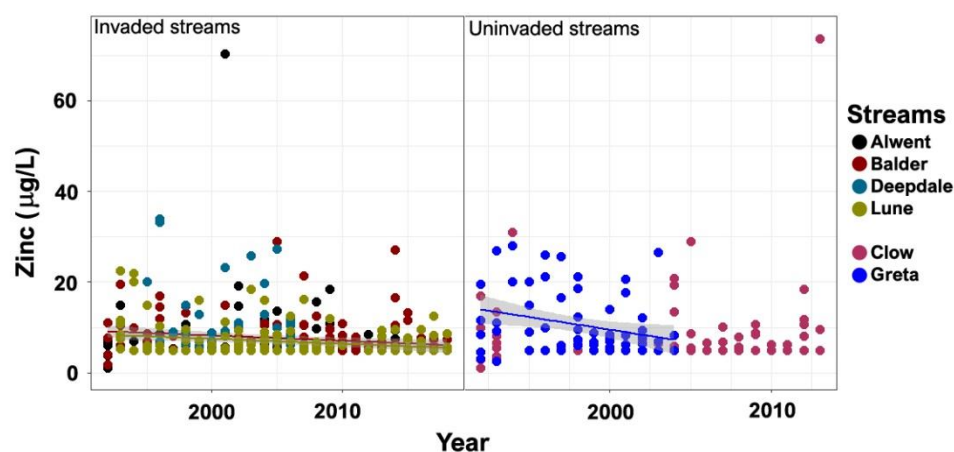 Invaded streams
Uninvaded streams
Zinc (μg/L)
60
40
20
0
2000
2010
2000
2010
Year
Streams
Alwent
Balder
Deepdale
Lune
Clow
Greta